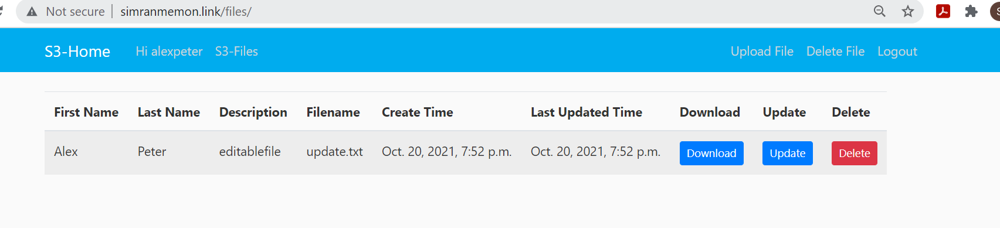 Not secure | simranmemon.link/files/
S3-Home Hi alexpeter S3-Files Upload File Delete File Logout
First Name Last Name Description Filename Create Time Last Updated Time Download Update Delete
Alex Peter editablefile update.txt Oct. 20, 2021, 7:52 p.m. Oct. 20, 2021, 7:52 p.m. Download Update Delete